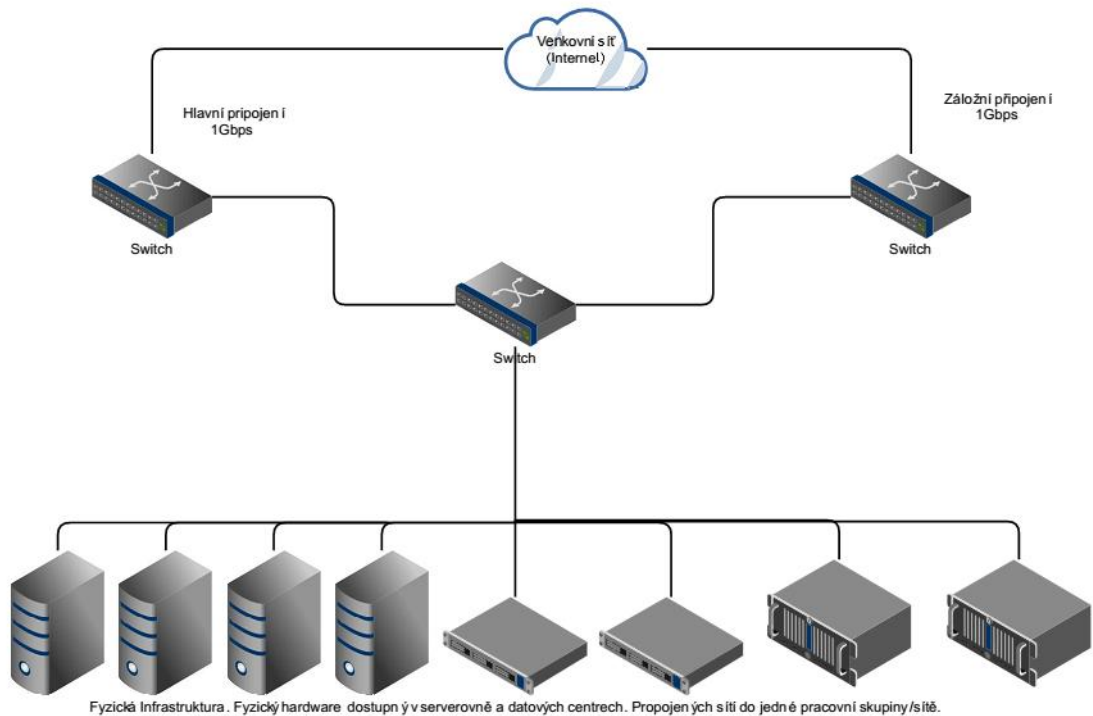 Venkovní síť
(Internet)
Hlavní pripojení
1Gbps
Záložní připojení
1Gbps
Switch
Switch
Switch
Fyzická Infrastruktura. Fyzický hardware dostupný v serverovně a datových centrech. Propojených sítí do jedné pracovní skupiny/sítě.